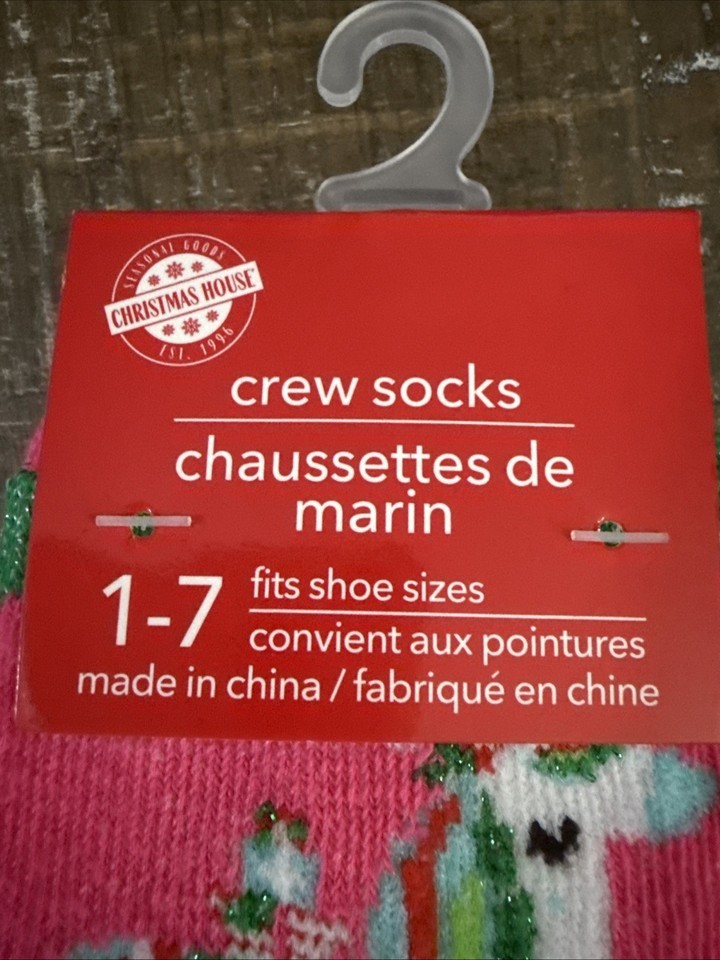 SEASONAL GOODS
CHRISTMAS HOUSE
EST. 1996
crew socks
chaussettes de
marin
1-7
fits shoe sizes
convient aux pointures
made in china / fabriqué en chine